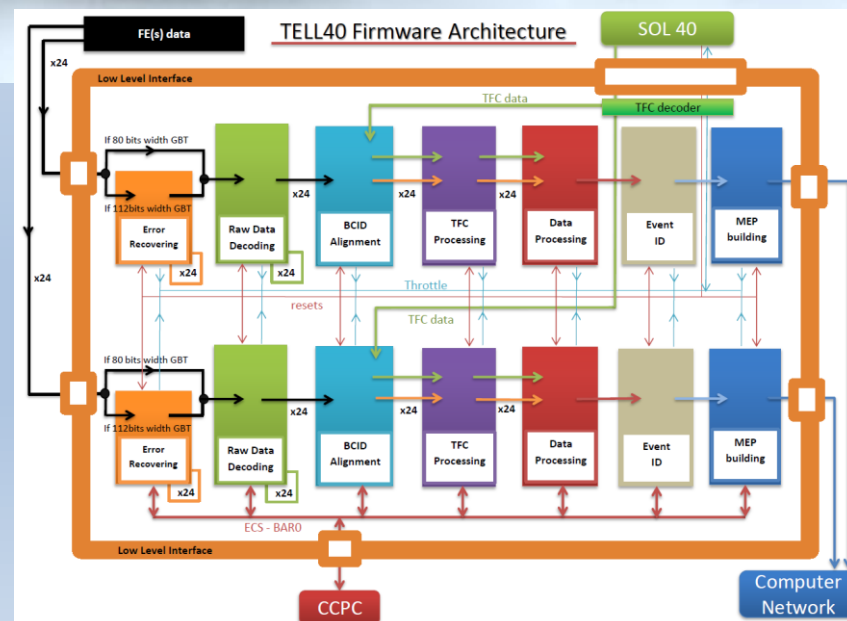 FE(s) data
TELL40 Firmware Architecture
SOL 40
x24
Low Level Interface
TFC data
TFC decoder
If 80 bits width GBT
x24
x24
x24
x24
If 112bits width GBT
Error
Recovering
Raw Data
Decoding
BCID
Alignment
TFC
Processing
Data
Processing
Event
ID
MEP
building
x24
x24
x24
Throttle
resets
TFC data
If 80 bits width GBT
x24
x24
x24
If 112bits width GBT
Error
Recovering
Raw Data
Decoding
BCID
Alignment
TFC
Processing
Data
Processing
Event
ID
MEP
building
x24
x24
ECS - BAR0
Low Level Interface
CCPC
Computer
Network